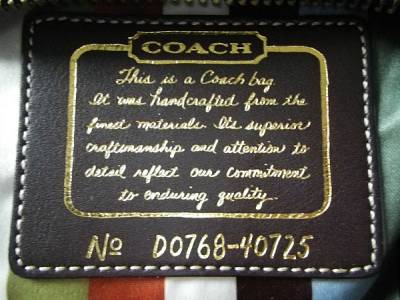 COACH
This is a Coach bag.
It was handcrafted from the
finest materials. Its superior
craftsmanship and attention to
detail reflect our commitment
to enduring quality.
No D0768-40725